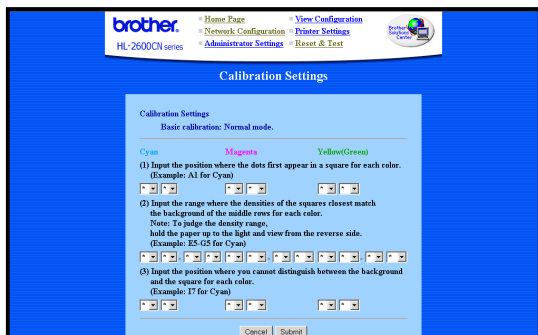 brother.
HL-2600CN series
Home Page
Network Configuration
Administrator Settings
View Configuration
Printer Settings
Reset & Test
Brother Solutions Center
Calibration Settings
Calibration Settings
Basic calibration: Normal mode.
Cyan Magenta Yellow(Green)
(1) Input the position where the dots first appear in a square for each color.
(Example: A1 for Cyan)
* * * * * *
(2) Input the range where the densities of the squares closest match
the background of the middle rows for each color.
Note: To judge the density range,
hold the paper up to the light and view from the reverse side.
(Example: E5-G5 for Cyan)
* * - * * * * - * * * * - * *
(3) Input the position where you cannot distinguish between the background
and the square for each color.
(Example: I7 for Cyan)
* * * * * *
Cancel Submit